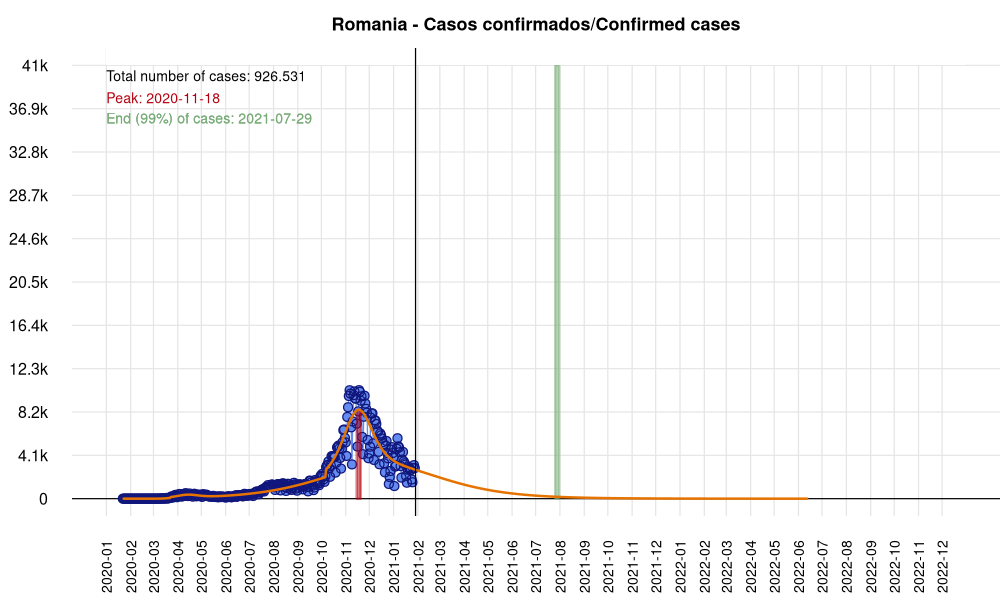 Romania - Casos confirmados/Confirmed cases
41k
Total number of cases: 926.531
Peak: 2020-11-18
End (99%) of cases: 2021-07-29
36.9k
32.8k
28.7k
24.6k
20.5k
16.4k
12.3k
8.2k
4.1k
0
2020-01
2020-02
2020-03
2020-04
2020-05
2020-06
2020-07
2020-08
2020-09
2020-10
2020-11
2020-12
2021-01
2021-02
2021-03
2021-04
2021-05
2021-06
2021-07
2021-08
2021-09
2021-10
2021-11
2021-12
2022-01
2022-02
2022-03
2022-04
2022-05
2022-06
2022-07
2022-08
2022-09
2022-10
2022-11
2022-12